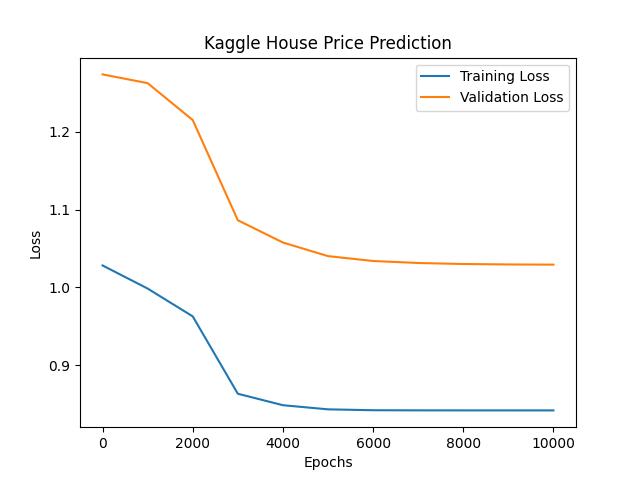 Kaggle House Price Prediction
Training Loss
Validation Loss
1.2
1.1
1.0
0.9
Loss
0
2000
4000
6000
8000
10000
Epochs